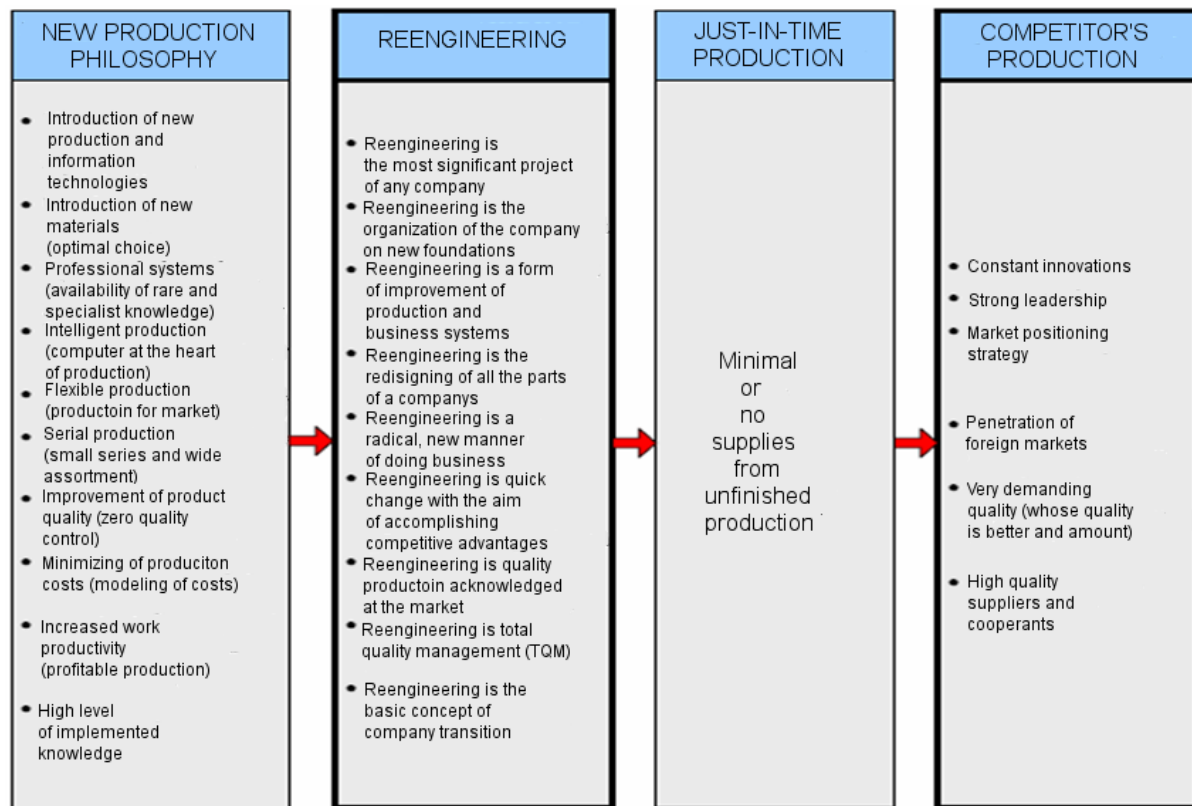 NEW PRODUCTION
PHILOSOPHY
Introduction of new
production and
information
technologies
Introduction of new
materials
(optimal choice)
Professional systems
(availability of rare and
specialist knowledge)
Intelligent production
(computer at the heart
of production)
Flexible production
(productoin for market)
Serial production
(small series and wide
assortment)
Improvement of product
quality (zero quality
control)
Minimizing of produciton
costs (modeling of costs)
Increased work
productivity
(profitable production)
High level
of implemented
knowledge
REENGINEERING
Reengineering is
the most significant project
of any company
Reengineering is the
organization of the company
on new foundations
Reengineering is a form
of improvement of
production and
business systems
Reengineering is the
redisigning of all the parts
of a companys
Reengineering is a
radical, new manner
of doing business
Reengineering is quick
change with the aim
of accomplishing
competitive advantages
Reengineering is quality
productoin acknowledged
at the market
Reengineering is total
quality management (TQM)
Reengineering is the
basic concept of
company transition
JUST-IN-TIME
PRODUCTION
Minimal
or
no
supplies
from
unfinished
production
COMPETITOR'S
PRODUCTION
Constant innovations
Strong leadership
Market positioning
strategy
Penetration of
foreign markets
Very demanding
quality (whose quality
is better and amount)
High quality
suppliers and
cooperants